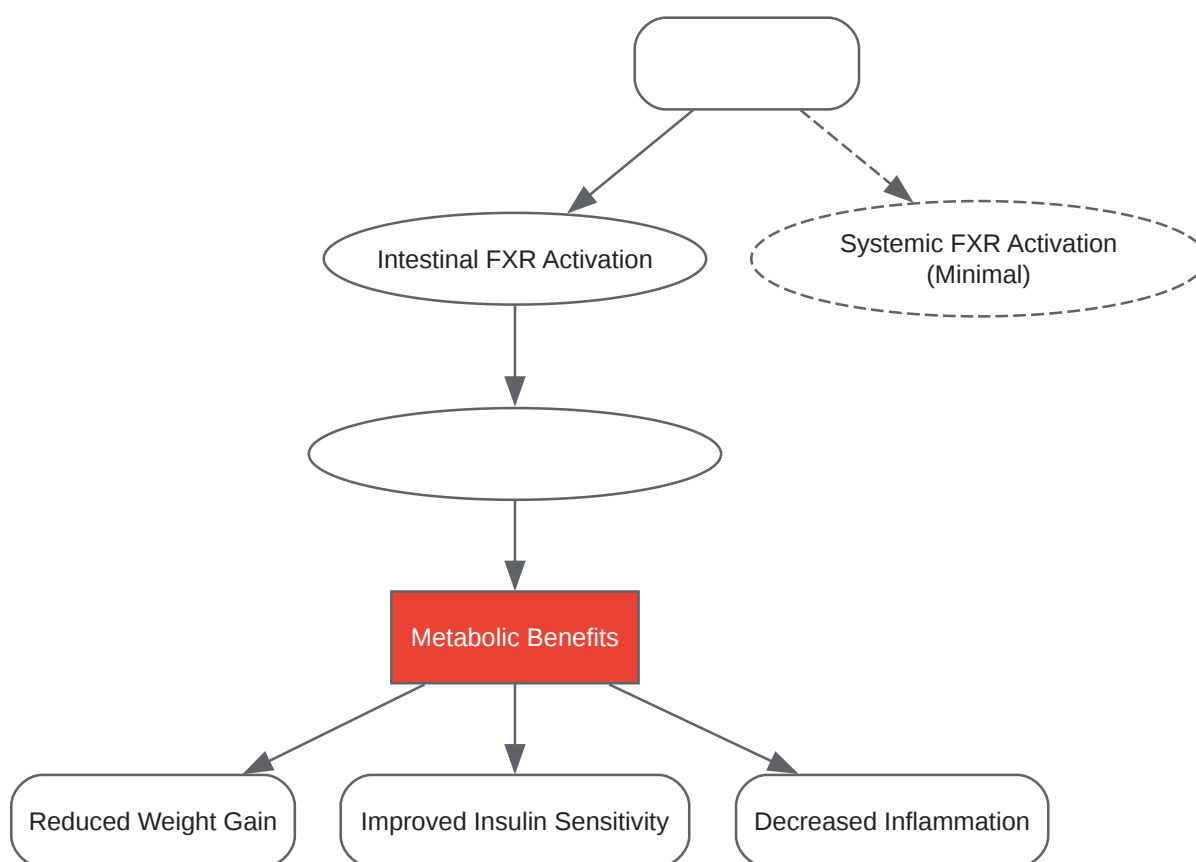 Intestinal FXR Activation
Systemic FXR Activation
(Minimal)
Metabolic Benefits
Reduced Weight Gain
Improved Insulin Sensitivity
Decreased Inflammation